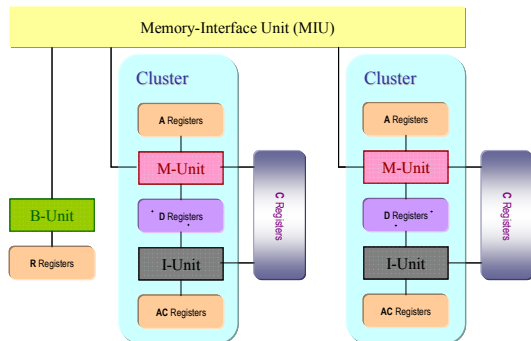 Memory-Interface Unit (MIU)
Cluster
A Registers
M-Unit
D Registers
I-Unit
AC Registers
C Registers
B-Unit
R Registers
Cluster
A Registers
M-Unit
D Registers
I-Unit
AC Registers
C Registers